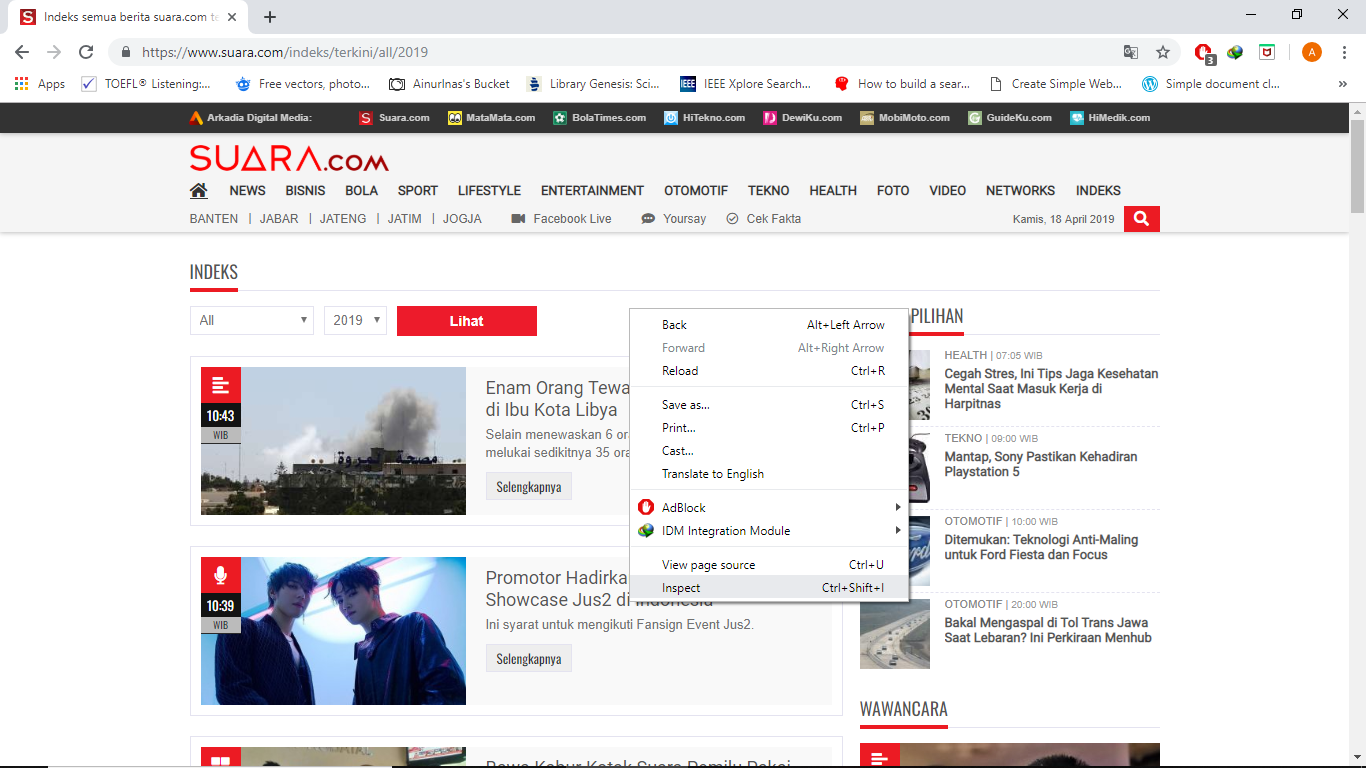 Indeks semua berita suara.com te
https://www.suara.com/indeks/terkini/all/2019
3
A
Apps
TOEFL® Listening:...
Free vectors, photo...
AinurInas's Bucket
Library Genesis: Sci...
IEEE
IEEE Xplore Search...
How to build a sear...
Create Simple Web...
Simple document cl...
»
Arkadia Digital Media:
Suara.com
MataMata.com
BolaTimes.com
HiTekno.com
DewiKu.com
MobiMoto.com
GuideKu.com
HiMedik.com
SUARA.COM
NEWS BISNIS BOLA SPORT LIFESTYLE ENTERTAINMENT OTOMOTIF TEKNO HEALTH FOTO VIDEO NETWORKS INDEKS
BANTEN | JABAR | JATENG | JATIM | JOGJA
Facebook Live
Yoursay
Cek Fakta
Kamis, 18 April 2019
INDEKS
All
2019
Lihat
10:43
WIB
Enam Orang Tewa
di Ibu Kota Libya
Selain menewaskan 6 ora
melukai sedikitnya 35 ora
Selengkapnya
10:39
WIB
Promotor Hadirka
Showcase Jus2 di Indonesia
Ini syarat untuk mengikuti Fansign Event Jus2.
Selengkapnya
Bawa Kabur Kotak Suara Pemilu Pakai
Back Alt+Left Arrow
Forward Alt+Right Arrow
Reload Ctrl+R
Save as... Ctrl+S
Print... Ctrl+P
Cast...
Translate to English
AdBlock
IDM Integration Module
View page source Ctrl+U
Inspect Ctrl+Shift+I
PILIHAN
HEALTH | 07:05 WIB
Cegah Stres, Ini Tips Jaga Kesehatan
Mental Saat Masuk Kerja di
Harpitnas
TEKNO | 09:00 WIB
Mantap, Sony Pastikan Kehadiran
Playstation 5
OTOMOTIF | 10:00 WIB
Ditemukan: Teknologi Anti-Maling
untuk Ford Fiesta dan Focus
OTOMOTIF | 20:00 WIB
Bakal Mengaspal di Tol Trans Jawa
Saat Lebaran? Ini Perkiraan Menhub
WAWANCARA